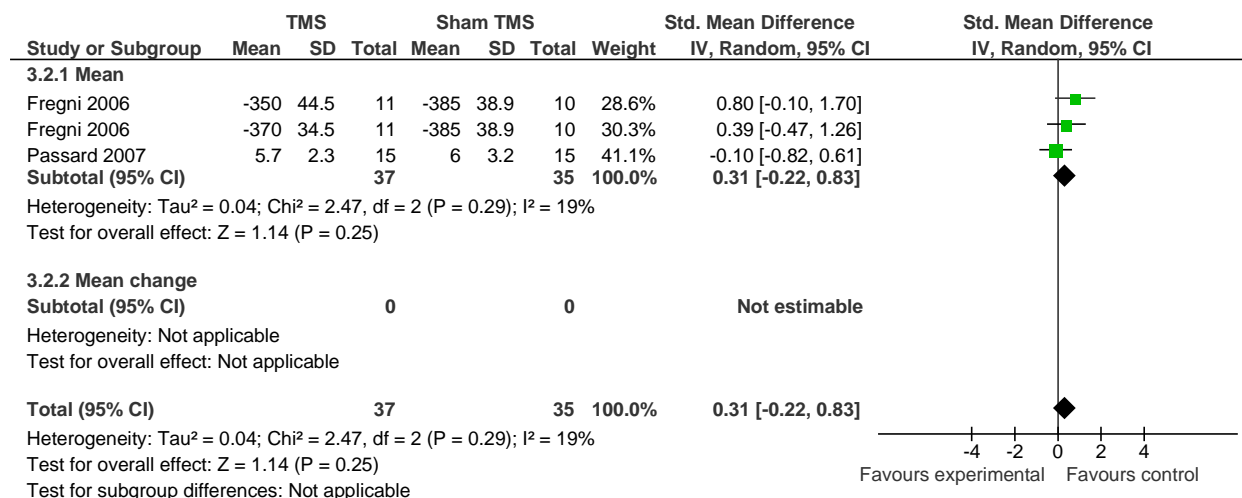 TMS Sham TMS Std. Mean Difference Std. Mean Difference
Study or Subgroup Mean SD Total Mean SD Total Weight IV, Random, 95% CI IV, Random, 95% CI
3.2.1 Mean
Fregni 2006 -350 44.5 11 -385 38.9 10 28.6% 0.80 [-0.10, 1.70]
Fregni 2006 -370 34.5 11 -385 38.9 10 30.3% 0.39 [-0.47, 1.26]
Passard 2007 5.7 2.3 15 6 3.2 15 41.1% -0.10 [-0.82, 0.61]
Subtotal (95% CI) 37 35 100.0% 0.31 [-0.22, 0.83]
Heterogeneity: Tau² = 0.04; Chi² = 2.47, df = 2 (P = 0.29); I² = 19%
Test for overall effect: Z = 1.14 (P = 0.25)
3.2.2 Mean change
Subtotal (95% CI) 0 0 Not estimable
Heterogeneity: Not applicable
Test for overall effect: Not applicable
Total (95% CI) 37 35 100.0% 0.31 [-0.22, 0.83]
Heterogeneity: Tau² = 0.04; Chi² = 2.47, df = 2 (P = 0.29); I² = 19%
Test for overall effect: Z = 1.14 (P = 0.25)
Test for subgroup differences: Not applicable
-4 -2 0 2 4
Favours experimental Favours control